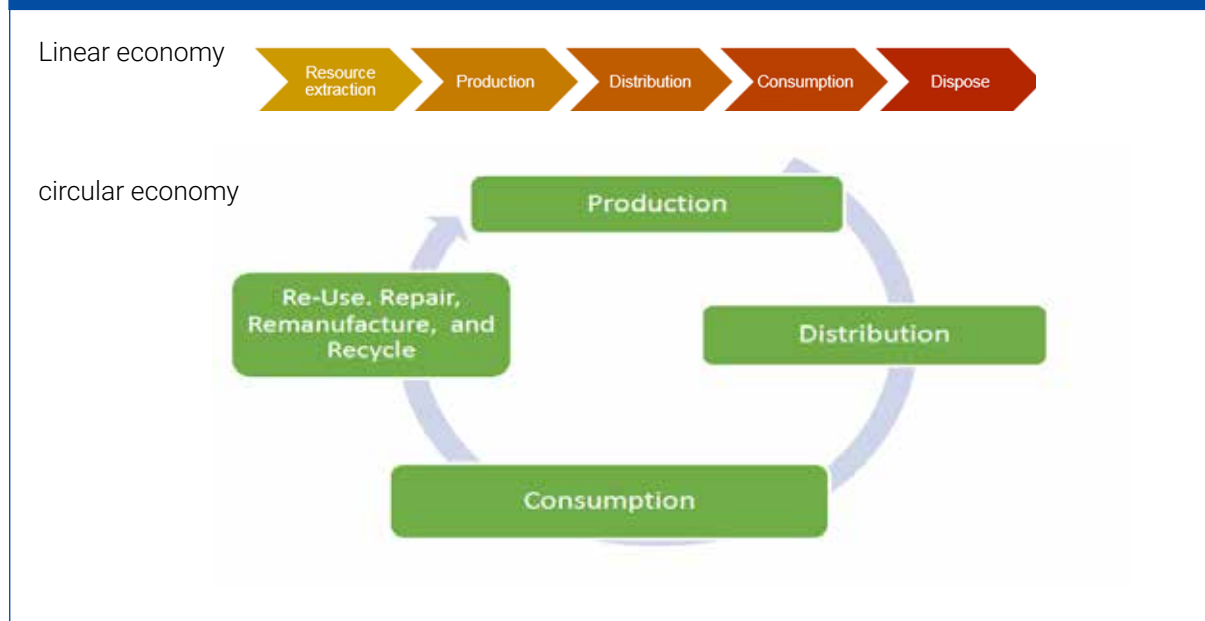 Linear economy
Resource
extraction
Production
Distribution
Consumption
Dispose
circular economy
Production
Re-Use. Repair,
Remanufacture, and
Recycle
Distribution
Consumption